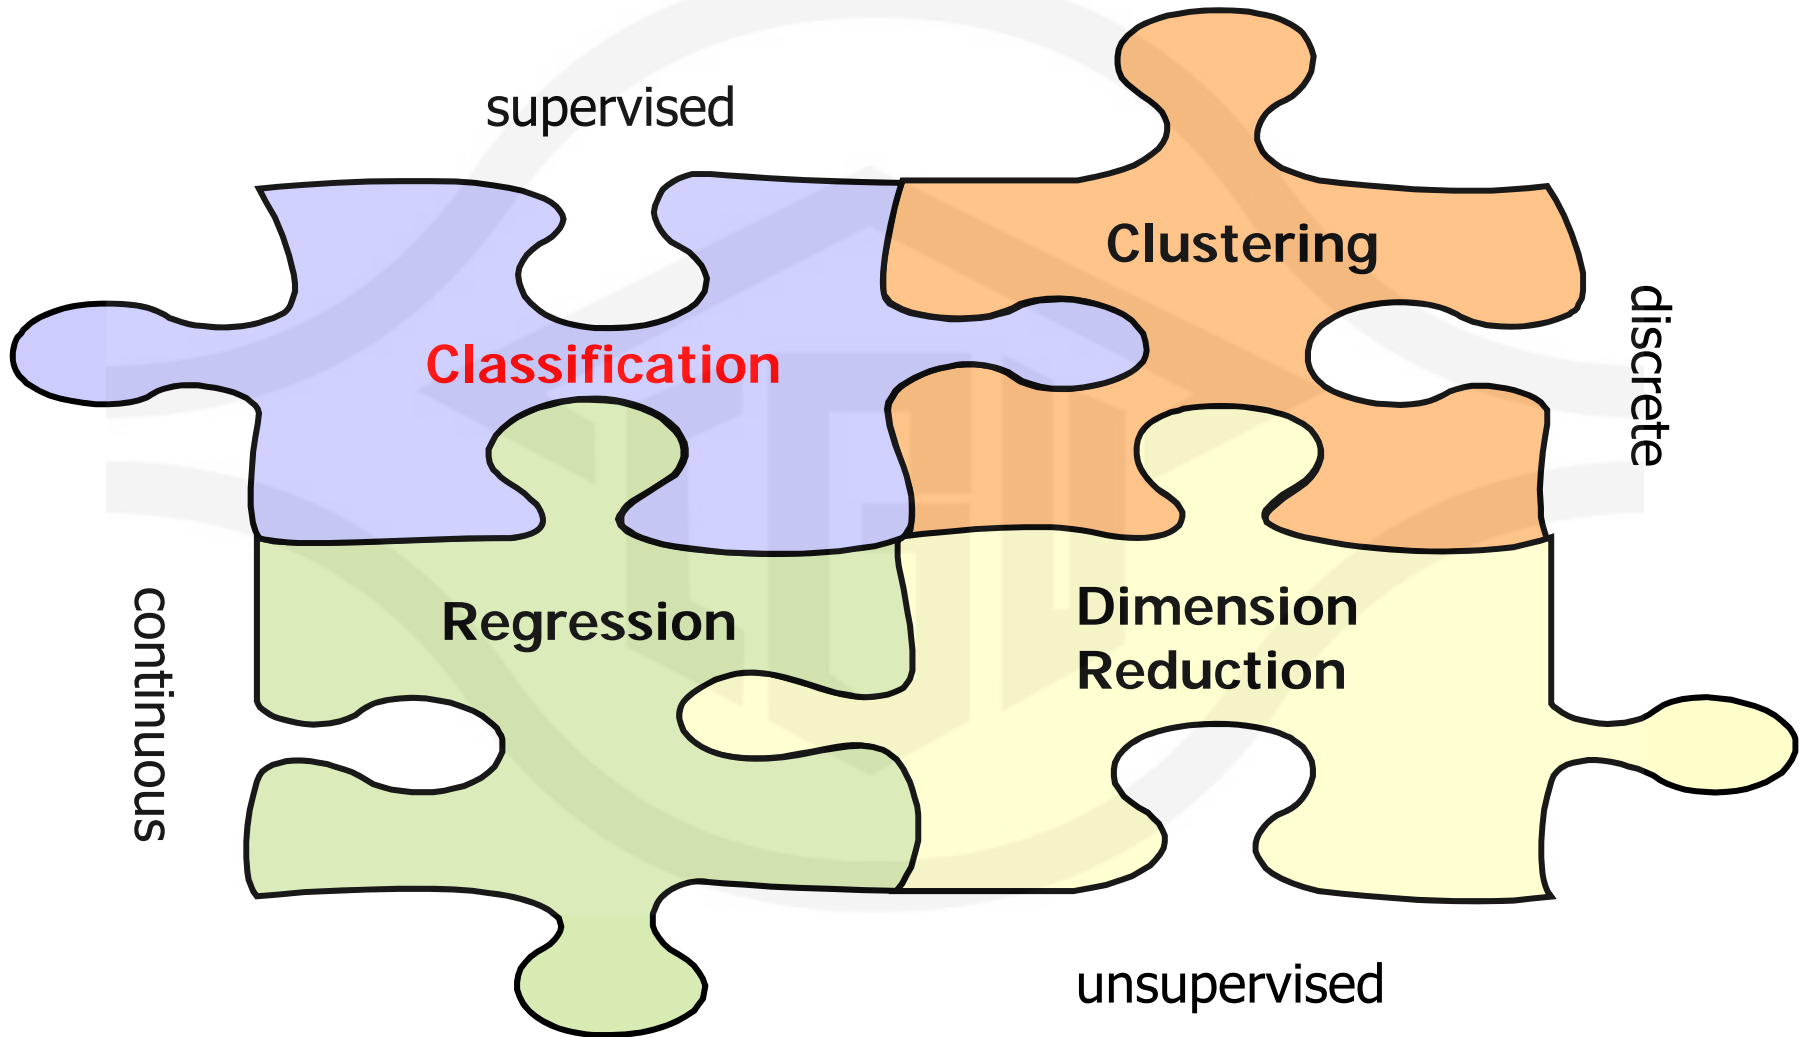 supervised
Clustering
discrete
Classification
continuous
Regression
Dimension
Reduction
unsupervised